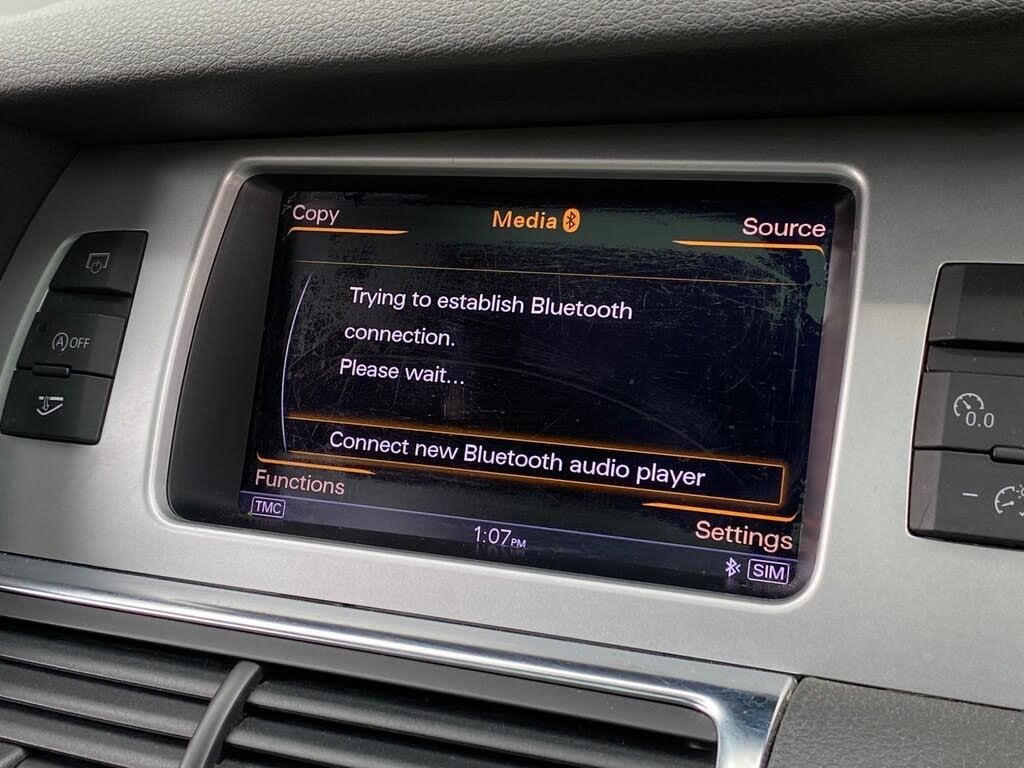 Copy
Media
Source
Trying to establish Bluetooth
connection.
Please wait...
Connect new Bluetooth audio player
Functions
Settings
TMC
1:07PM
SIM
A OFF
0.0